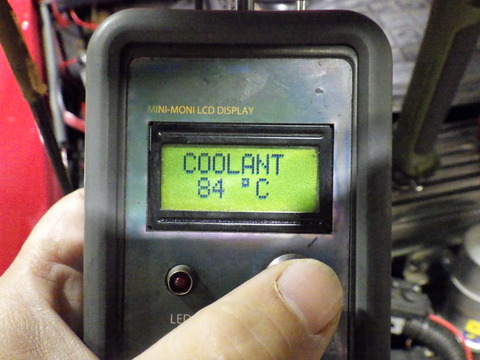 MINI-MONI LCD DISPLAY
COOLANT
84 °C
LED